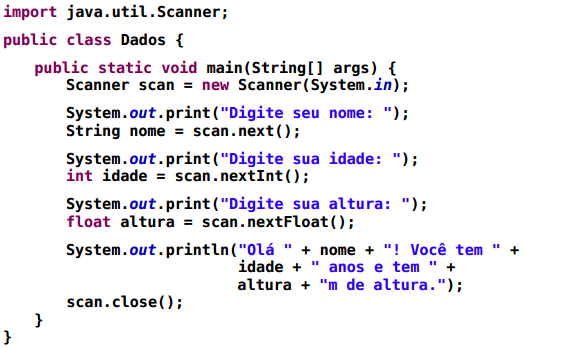 import java.util.Scanner;
public class Dados {
public static void main(String[] args) {
Scanner scan = new Scanner(System.in);
System.out.print("Digite seu nome: ");
String nome = scan.next();
System.out.print("Digite sua idade: ");
int idade = scan.nextInt();
System.out.print("Digite sua altura: ");
float altura = scan.nextFloat();
System.out.println("Olá " + nome + "! Você tem " +
idade + " anos e tem " +
altura + "m de altura.");
scan.close();
}
}